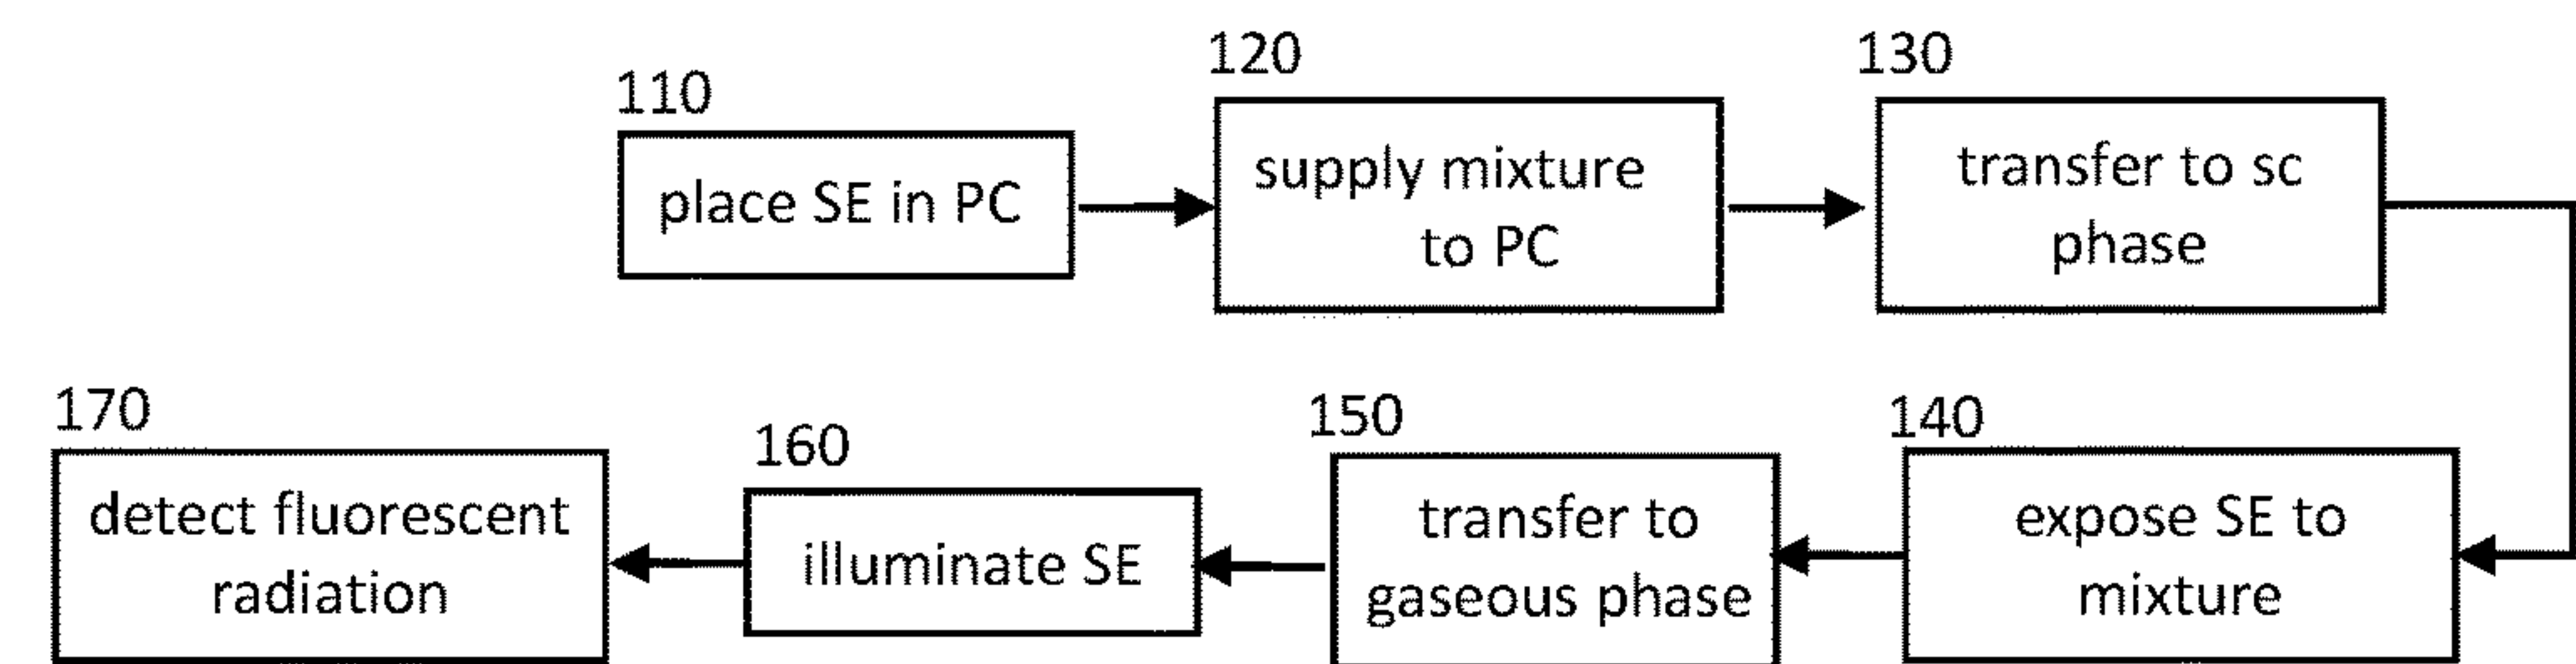 110
place SE in PC
120
supply mixture
to PC
130
transfer to sc
phase
140
expose SE to
mixture
150
transfer to
gaseous phase
160
illuminate SE
170
detect fluorescent
radiation